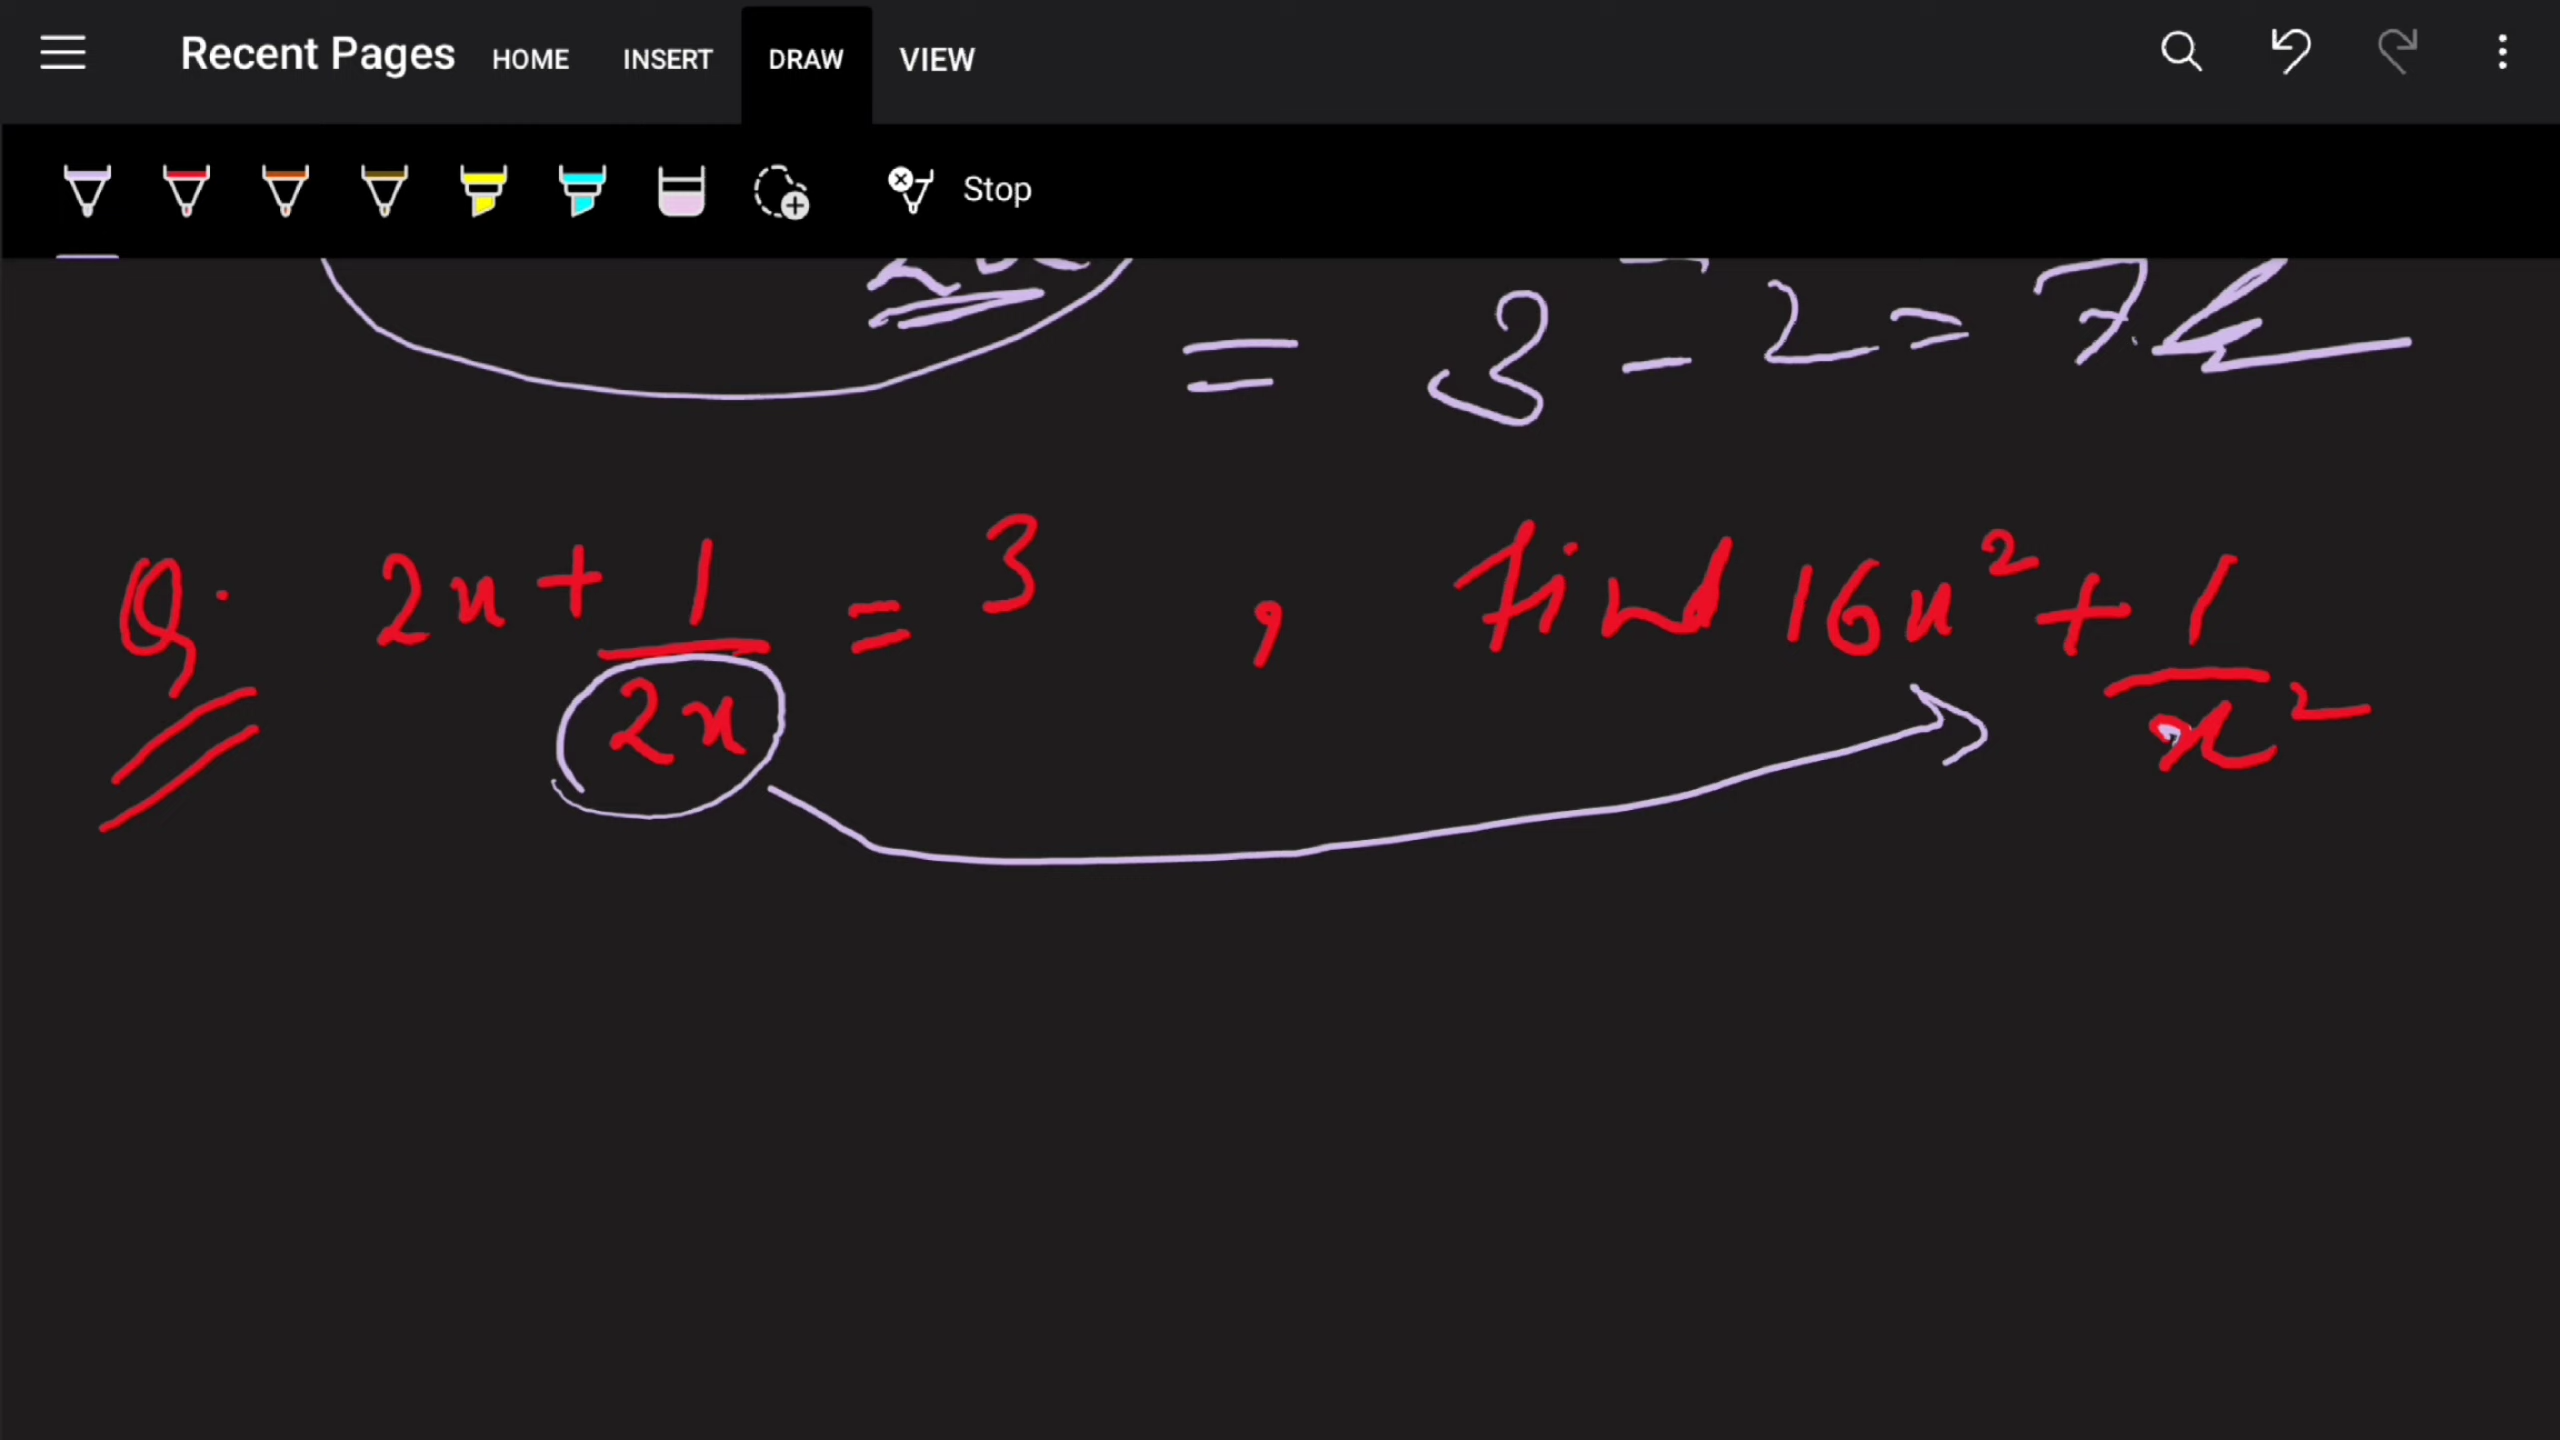 Recent Pages HOME INSERT DRAW VIEW
Stop
= 3 - 2 = 7.
Q. 2x + 1/2x = 3 , Find 16x² + 1/x²